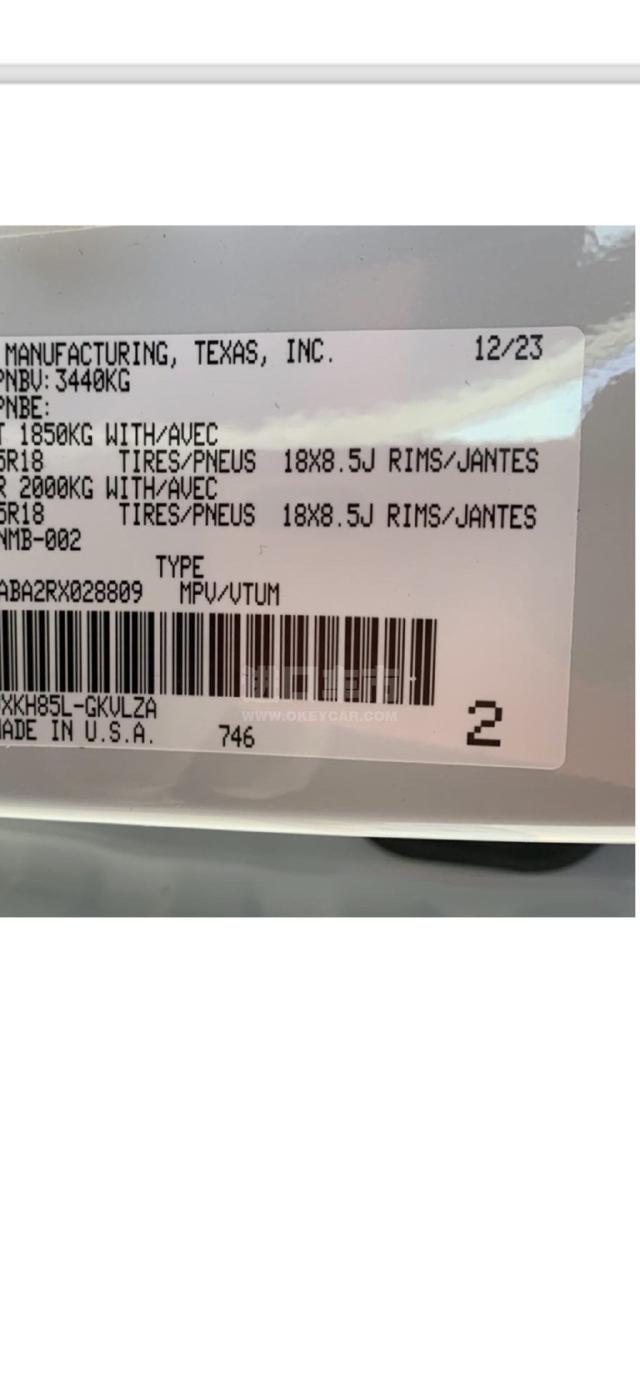 MANUFACTURING, TEXAS, INC. 12/23
PNBV: 3440KG
PNBE:
T 1850KG WITH/AVEC
5R18 TIRES/PNEUS 18X8.5J RIMS/JANTES
R 2000KG WITH/AVEC
5R18 TIRES/PNEUS 18X8.5J RIMS/JANTES
NMB-002
TYPE
ABA2RX028809 MPV/VTUM
XKH85L-GKVLZA
MADE IN U.S.A. 746
2
WWW.OKEYCAR.COM